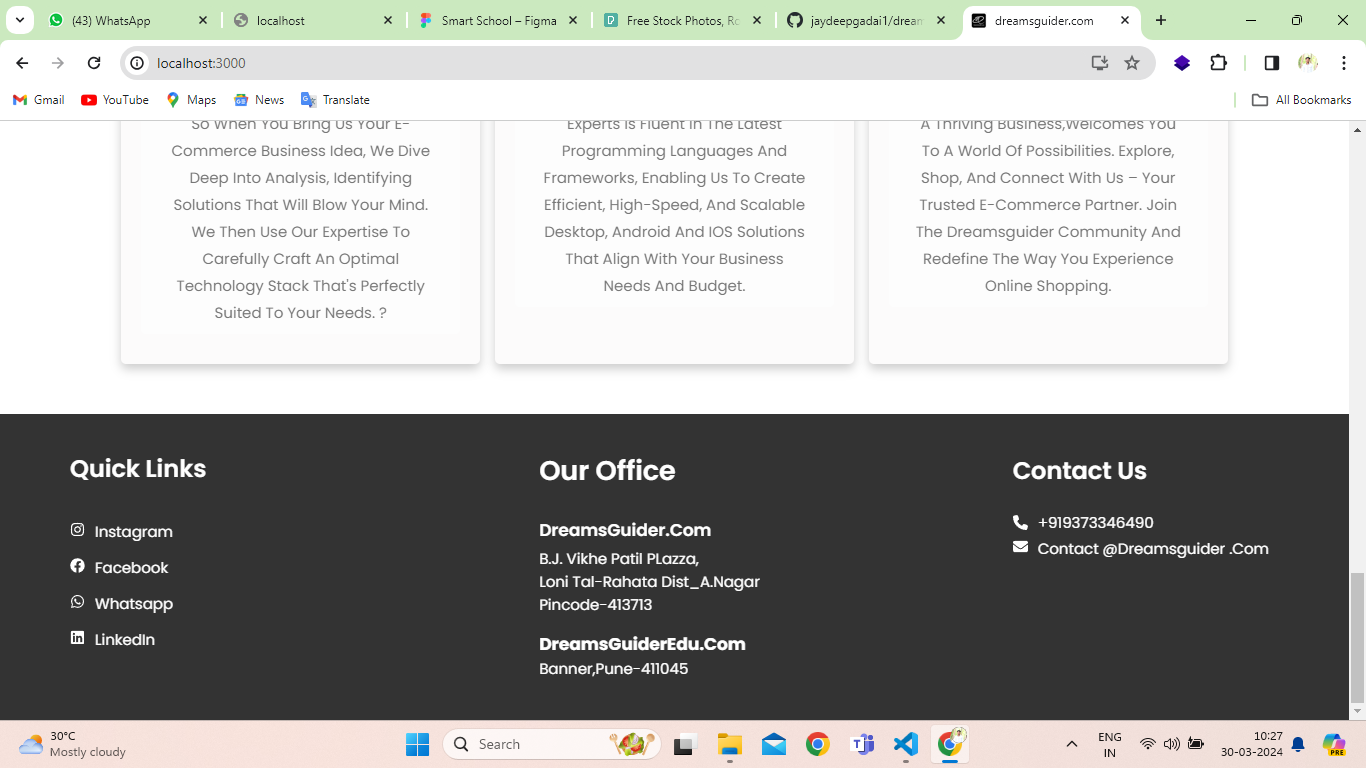 (43) WhatsApp
localhost
Smart School – Figma
Free Stock Photos, Ro
jaydeepgadai1/dream
dreamsguider.com
localhost:3000
Gmail
YouTube
Maps
News
Translate
All Bookmarks
So When You Bring Us Your E-
Commerce Business Idea, We Dive
Deep Into Analysis, Identifying
Solutions That Will Blow Your Mind.
We Then Use Our Expertise To
Carefully Craft An Optimal
Technology Stack That's Perfectly
Suited To Your Needs. ?
Experts Is Fluent In The Latest
Programming Languages And
Frameworks, Enabling Us To Create
Efficient, High-Speed, And Scalable
Desktop, Android And IOS Solutions
That Align With Your Business
Needs And Budget.
A Thriving Business,Welcomes You
To A World Of Possibilities. Explore,
Shop, And Connect With Us – Your
Trusted E-Commerce Partner. Join
The Dreamsguider Community And
Redefine The Way You Experience
Online Shopping.
Quick Links
Instagram
Facebook
Whatsapp
LinkedIn
Our Office
DreamsGuider.Com
B.J. Vikhe Patil PLazza,
Loni Tal-Rahata Dist_A.Nagar
Pincode-413713
DreamsGuiderEdu.Com
Banner,Pune-411045
Contact Us
+919373346490
Contact @Dreamsguider .Com
30°C
Mostly cloudy
Search
ENG
IN
10:27
30-03-2024
PRE